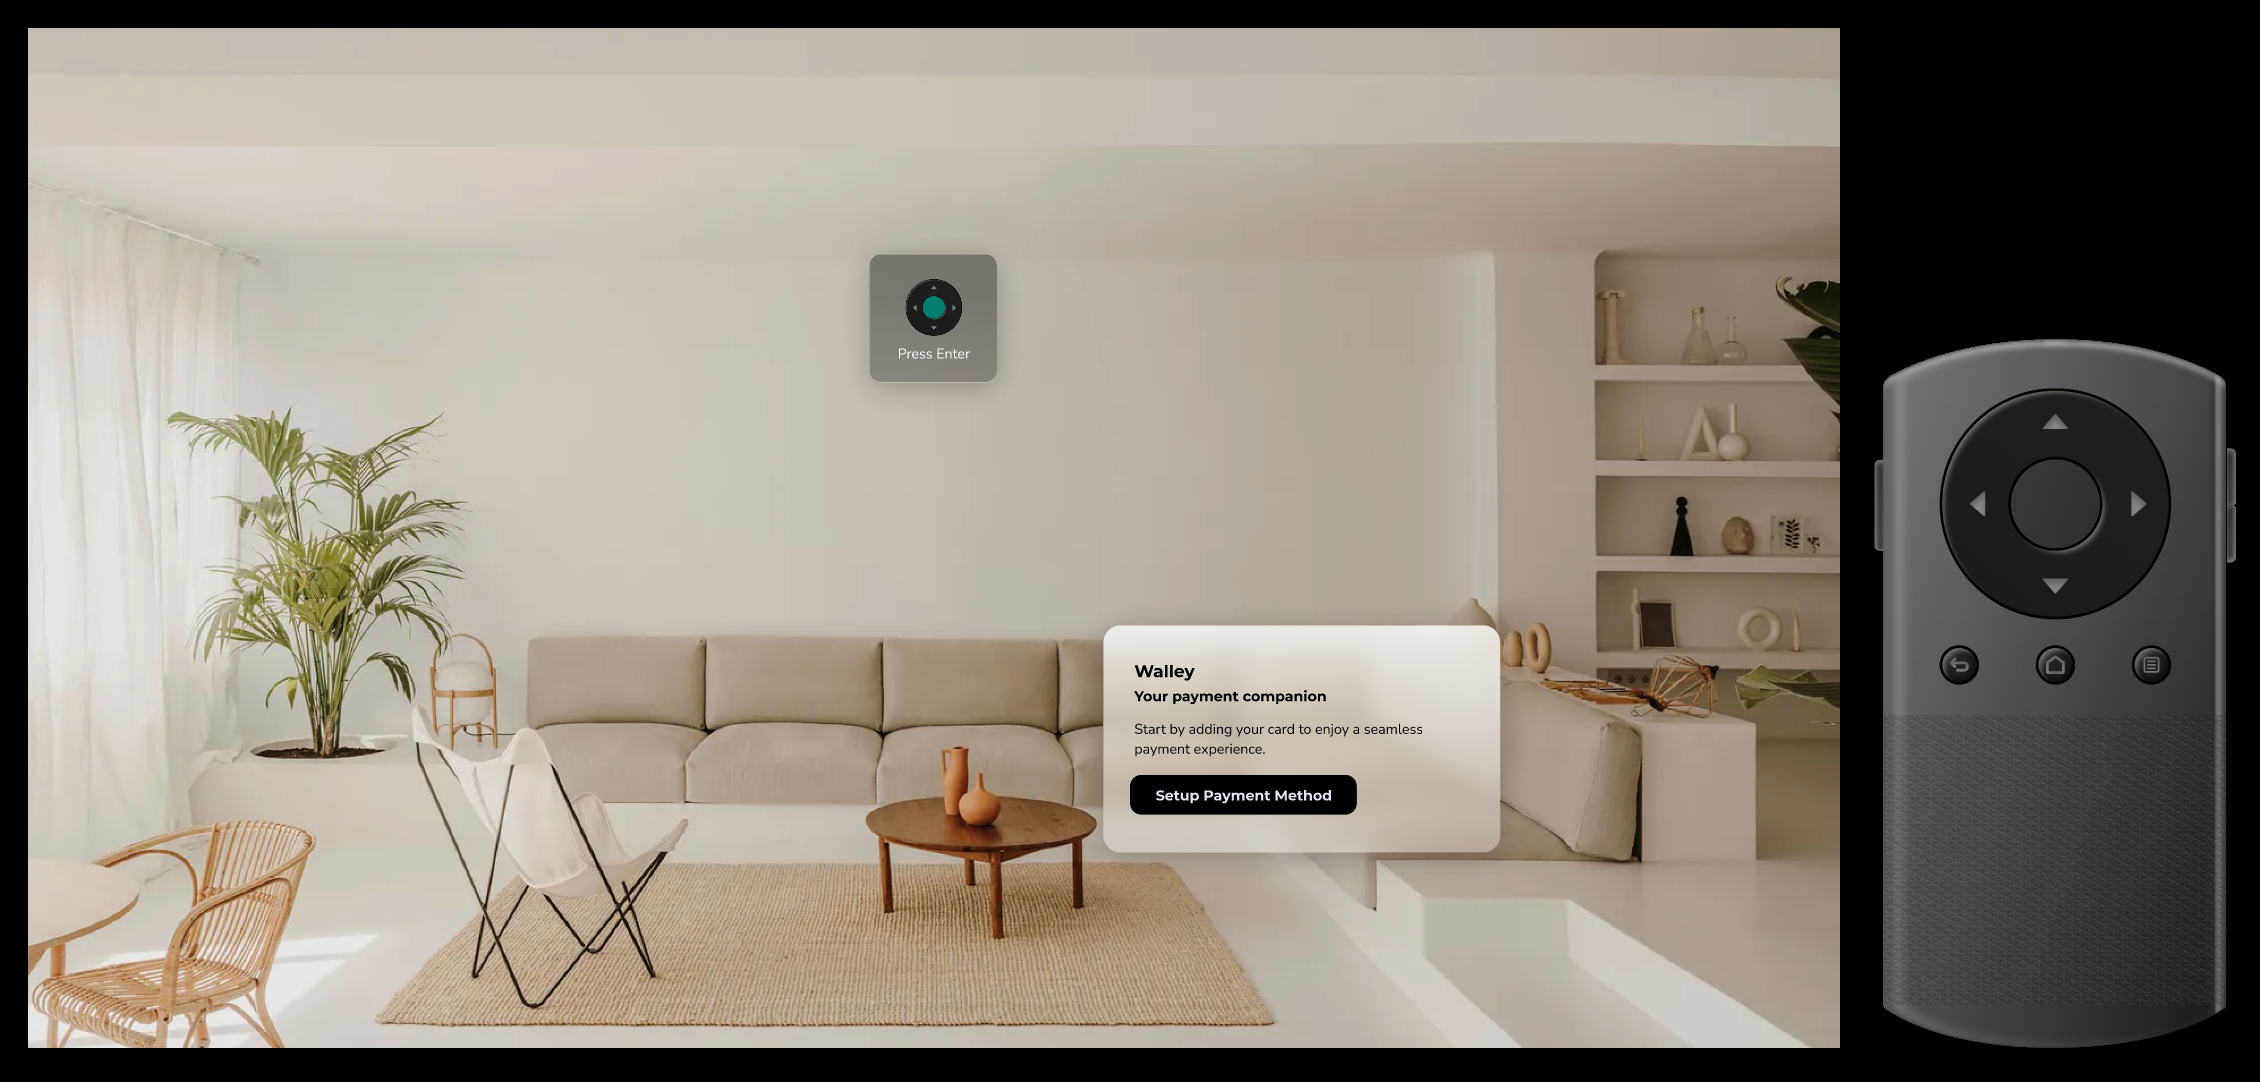 Press Enter
Walley
Your payment companion
Start by adding your card to enjoy a seamless
payment experience.
Setup Payment Method